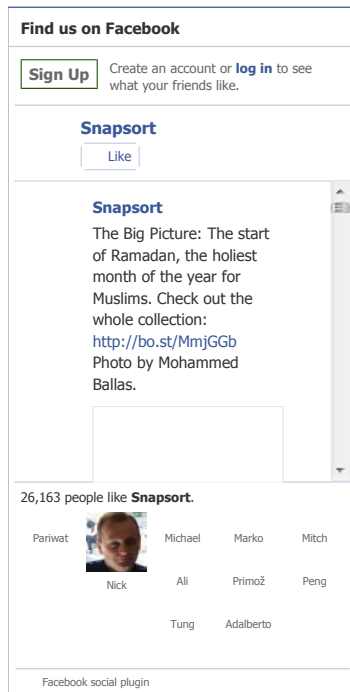 Find us on Facebook
Sign Up
Create an account or log in to see
what your friends like.
Snapsort
Like
Snapsort
The Big Picture: The start
of Ramadan, the holiest
month of the year for
Muslims. Check out the
whole collection:
http://bo.st/MmjGGb
Photo by Mohammed
Ballas.
26,163 people like Snapsort.
Pariwat
Michael
Marko
Mitch
Nick
Ali
Primož
Peng
Tung
Adalberto
Facebook social plugin